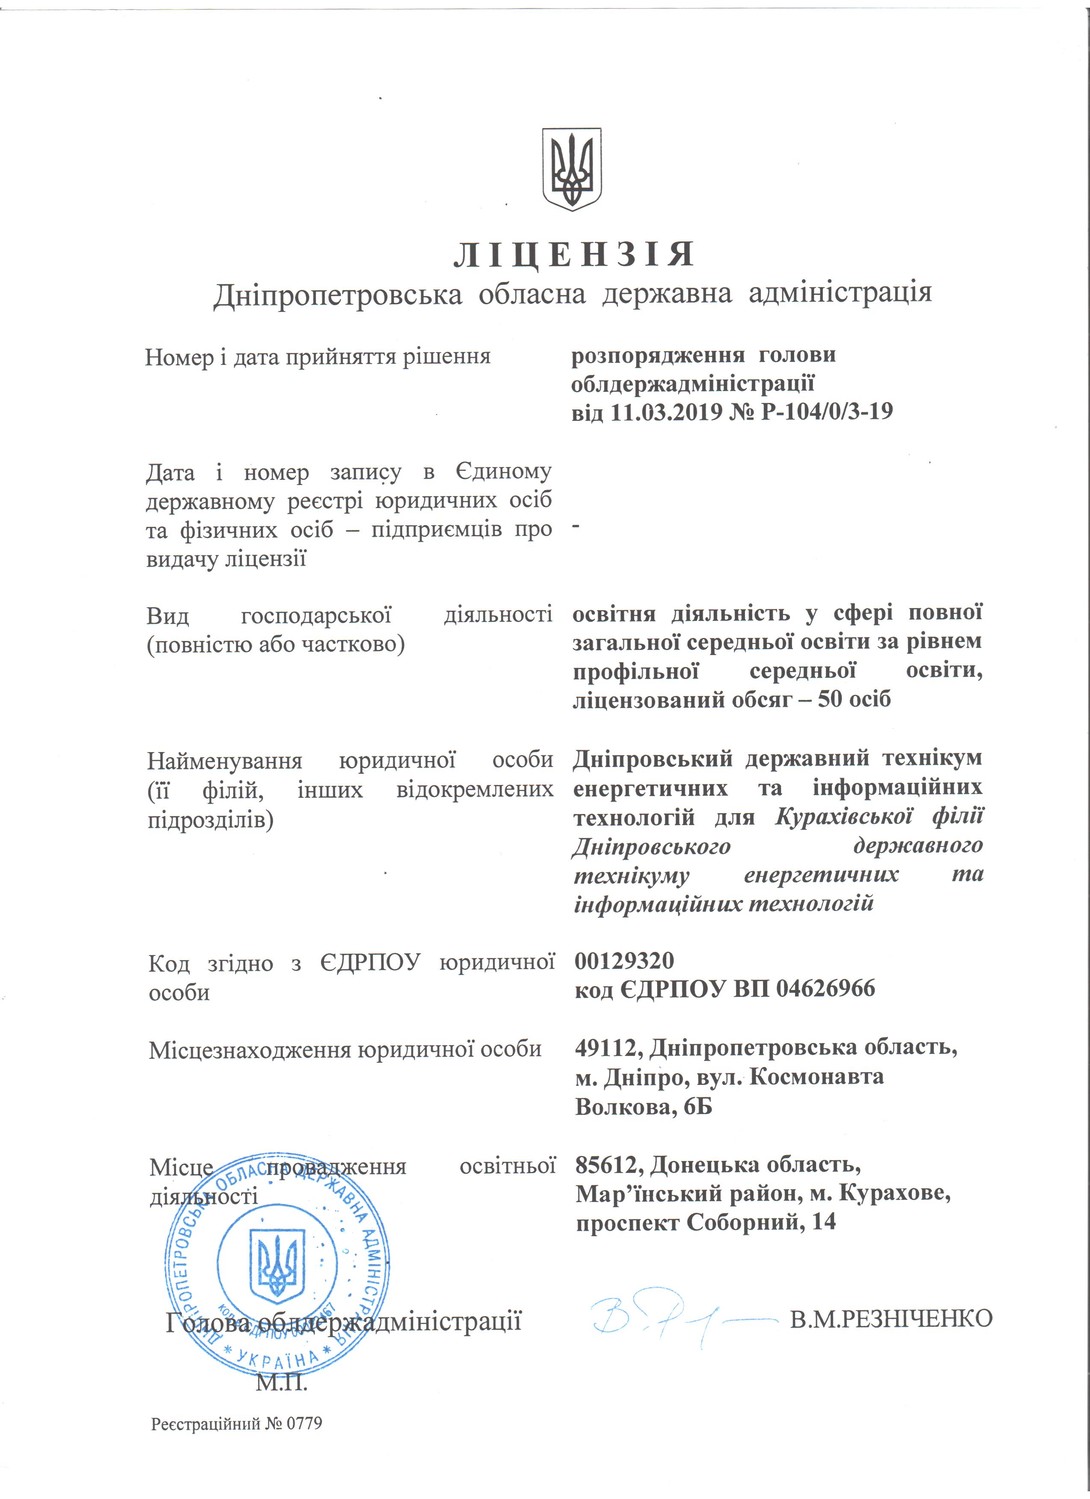 ЛІЦЕНЗІЯ
Дніпропетровська обласна державна адміністрація
Номер і дата прийняття рішення
розпорядження голови
облдержадміністрації
від 11.03.2019 № Р-104/0/3-19
Дата і номер запису в Єдиному
державному реєстрі юридичних осіб
та фізичних осіб – підприємців про
видачу ліцензії
-
Вид господарської діяльності
(повністю або частково)
освітня діяльність у сфері повної
загальної середньої освіти за рівнем
профільної середньої освіти,
ліцензований обсяг – 50 осіб
Найменування юридичної особи
(її філій, інших відокремлених
підрозділів)
Дніпровський державний технікум
енергетичних та інформаційних
технологій для Курахівської філії
Дніпровського державного
технікуму енергетичних та
інформаційних технологій
Код згідно з ЄДРПОУ юридичної
особи
00129320
код ЄДРПОУ ВП 04626966
Місцезнаходження юридичної особи
49112, Дніпропетровська область,
м. Дніпро, вул. Космонавта
Волкова, 6Б
Місце провадження освітньої
діяльності
85612, Донецька область,
Мар’їнський район, м. Курахове,
проспект Соборний, 14
ДНІПРОПЕТРОВСЬКА ОБЛАСНА ДЕРЖАВНА АДМІНІСТРАЦІЯ
* УКРАЇНА *
Голова облдержадміністрації
В.М.РЕЗНІЧЕНКО
М.П.
Реєстраційний № 0779